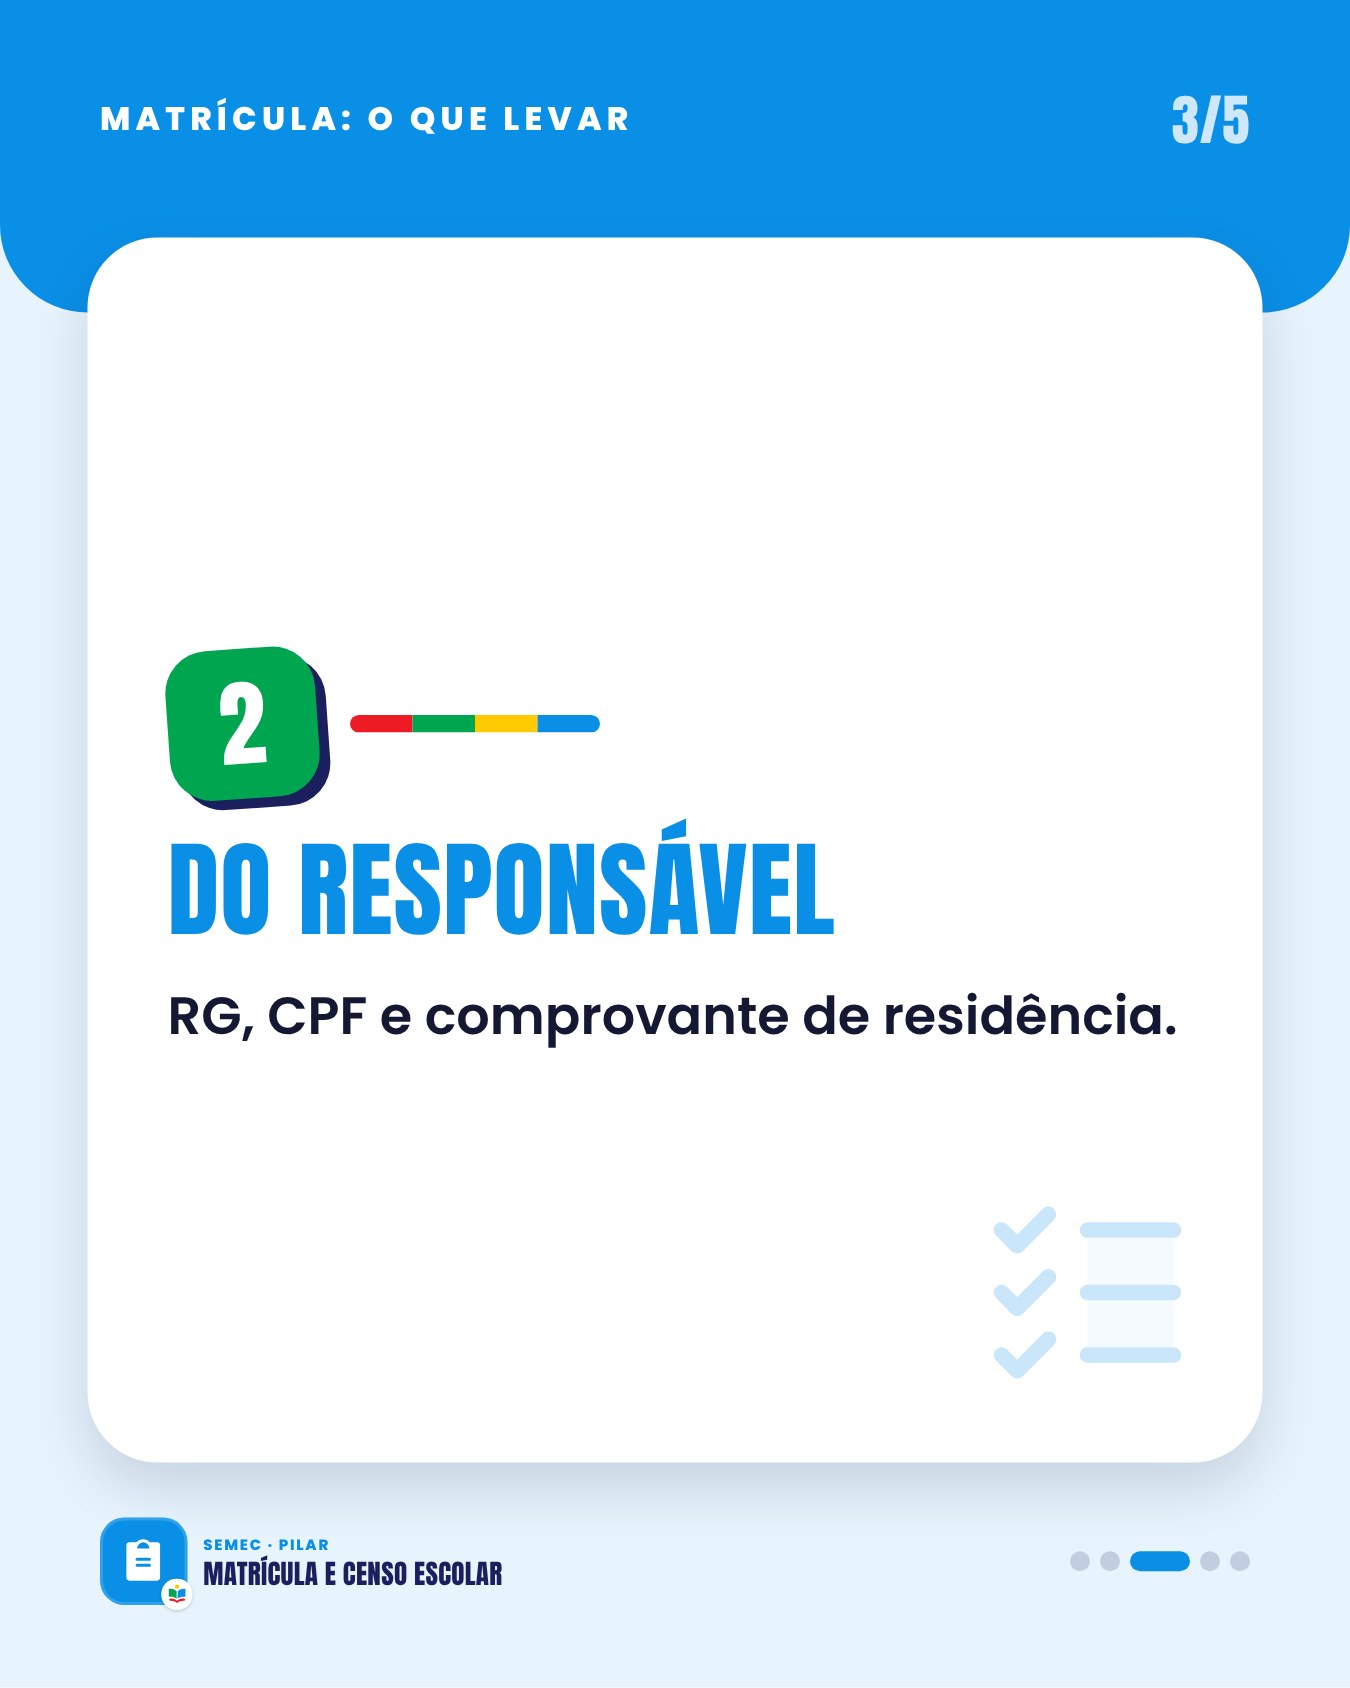 MATRÍCULA: O QUE LEVAR
3/5
2
DO RESPONSÁVEL
RG, CPF e comprovante de residência.
SEMEC · PILAR
MATRÍCULA E CENSO ESCOLAR